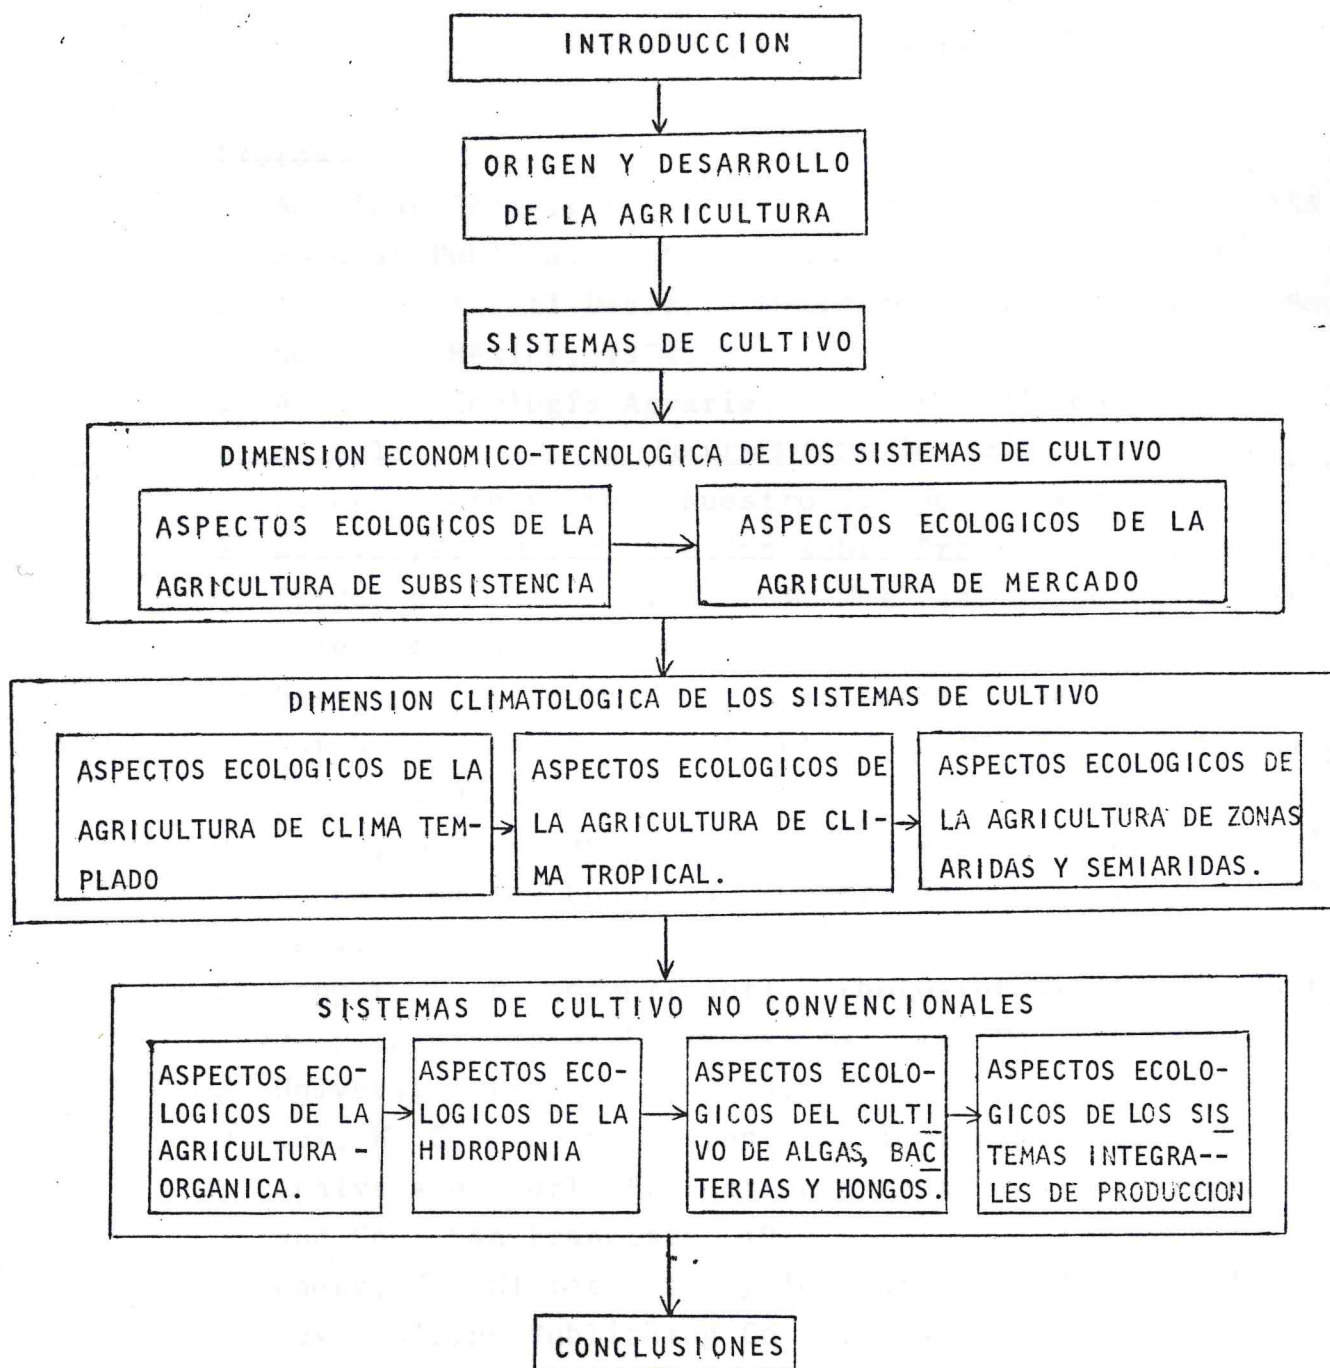 INTRODUCCION
ORIGEN Y DESARROLLO
DE LA AGRICULTURA
SISTEMAS DE CULTIVO
DIMENSION ECONOMICO-TECNOLOGICA DE LOS SISTEMAS DE CULTIVO
ASPECTOS ECOLOGICOS DE LA
AGRICULTURA DE SUBSISTENCIA
ASPECTOS ECOLOGICOS DE LA
AGRICULTURA DE MERCADO
DIMENSION CLIMATOLOGICA DE LOS SISTEMAS DE CULTIVO
ASPECTOS ECOLOGICOS DE LA
AGRICULTURA DE CLIMA TEM-
PLADO
ASPECTOS ECOLOGICOS DE
LA AGRICULTURA DE CLI-
MA TROPICAL.
ASPECTOS ECOLOGICOS DE
LA AGRICULTURA DE ZONAS
ARIDAS Y SEMIARIDAS.
SISTEMAS DE CULTIVO NO CONVENCIONALES
ASPECTOS ECO-
LOGICOS DE LA
AGRICULTURA -
ORGANICA.
ASPECTOS ECO-
LOGICOS DE LA
HIDROPONIA
ASPECTOS ECOLO-
GICOS DEL CULTI
VO DE ALGAS, BAC
TERIAS Y HONGOS.
ASPECTOS ECOLO-
GICOS DE LOS SIS
TEMAS INTEGRA--
LES DE PRODUCCION
CONCLUSIONES